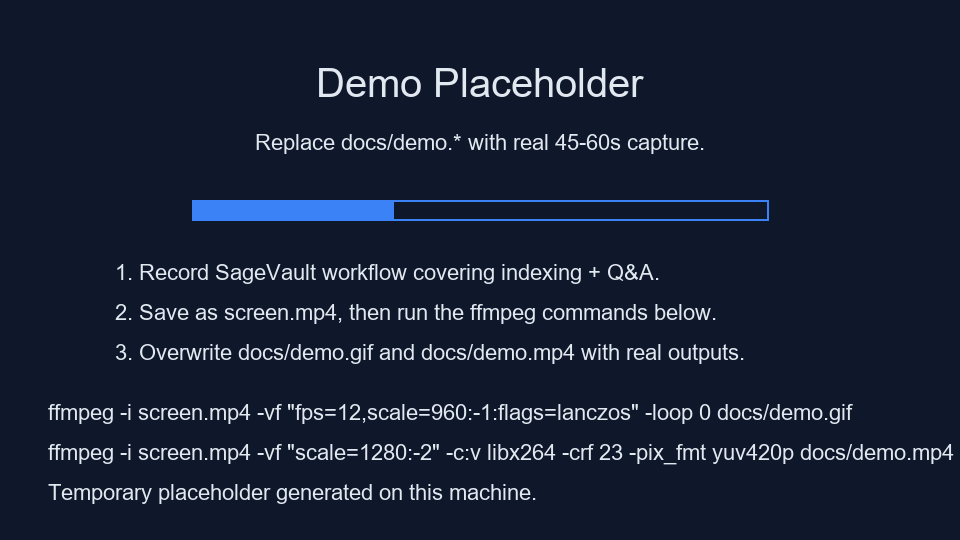 Demo Placeholder
Replace docs/demo.* with real 45-60s capture.
1. Record SageVault workflow covering indexing + Q&A.
2. Save as screen.mp4, then run the ffmpeg commands below.
3. Overwrite docs/demo.gif and docs/demo.mp4 with real outputs.
ffmpeg -i screen.mp4 -vf "fps=12,scale=960:-1:flags=lanczos" -loop 0 docs/demo.gif
ffmpeg -i screen.mp4 -vf "scale=1280:-2" -c:v libx264 -crf 23 -pix_fmt yuv420p docs/demo.mp4
Temporary placeholder generated on this machine.